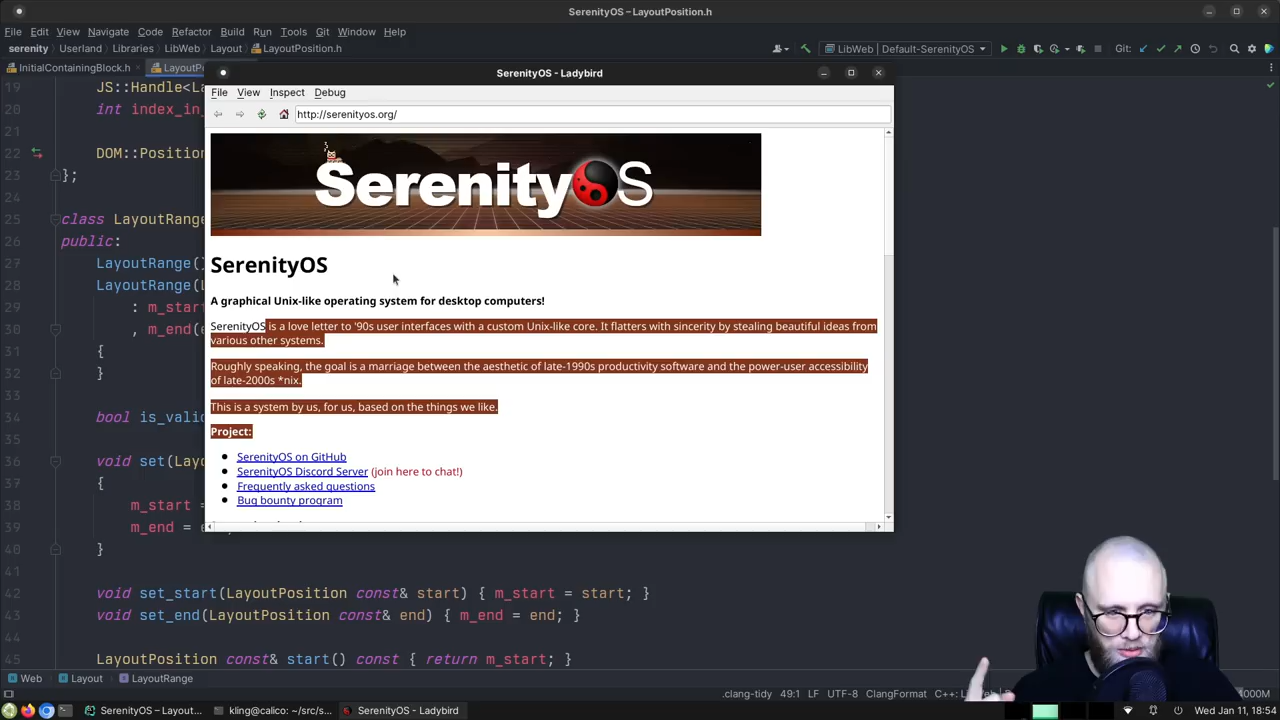 SerenityOS – LayoutPosition.h
File Edit View Navigate Code Refactor Build Run Tools Git Window Help
serenity Userland Libraries LibWeb Layout LayoutRange.h
LibWeb | Default-SerenityOS
Git:
InitialContainingBlock.h
SerenityOS - Ladybird
File View Inspect Debug
http://serenityos.org/
SerenityOS
SerenityOS
A graphical Unix-like operating system for desktop computers!
SerenityOS is a love letter to '90s user interfaces with a custom Unix-like core. It flatters with sincerity by stealing beautiful ideas from
various other systems.
Roughly speaking, the goal is a marriage between the aesthetic of late-1990s productivity software and the power-user accessibility
of late-2000s *nix.
This is a system by us, for us, based on the things we like.
Project:
SerenityOS on GitHub
SerenityOS Discord Server (join here to chat!)
Frequently asked questions
Bug bounty program
19 JS::Handle<L
20 int index_in
21
22 DOM::Position
23 };
24
25 class LayoutRange
26 public:
27 LayoutRange()
28 LayoutRange(L
29 : m_start
30 , m_end(
31 {
32 }
33
34 bool is_vali
35
36 void set(Layo
37 {
38 m_start =
39 m_end =
40 }
41
42 void set_start(LayoutPosition const& start) { m_start = start; }
43 void set_end(LayoutPosition const& end) { m_end = end; }
44
45 LayoutPosition const& start() const { return m_start; }
Web Layout LayoutRange
.clang-tidy 49:1 LF UTF-8 ClangFormat C++: 
SerenityOS – Layout...
kling@calico: ~/src/s...
SerenityOS - Ladybird
Wed Jan 11, 18:54